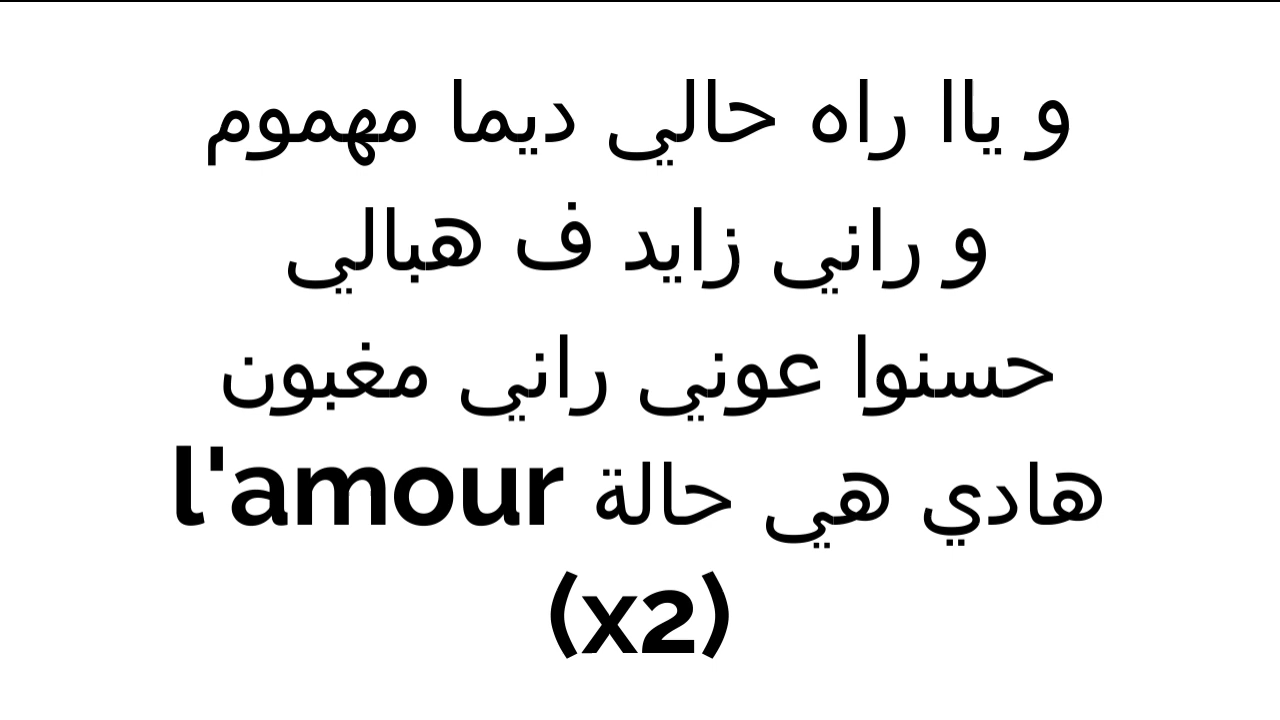 و ياا راه حالي ديما مهموم
و راني زايد ف هبالي
حسنوا عوني راني مغبون
هادي هي حالة l'amour
(x2)